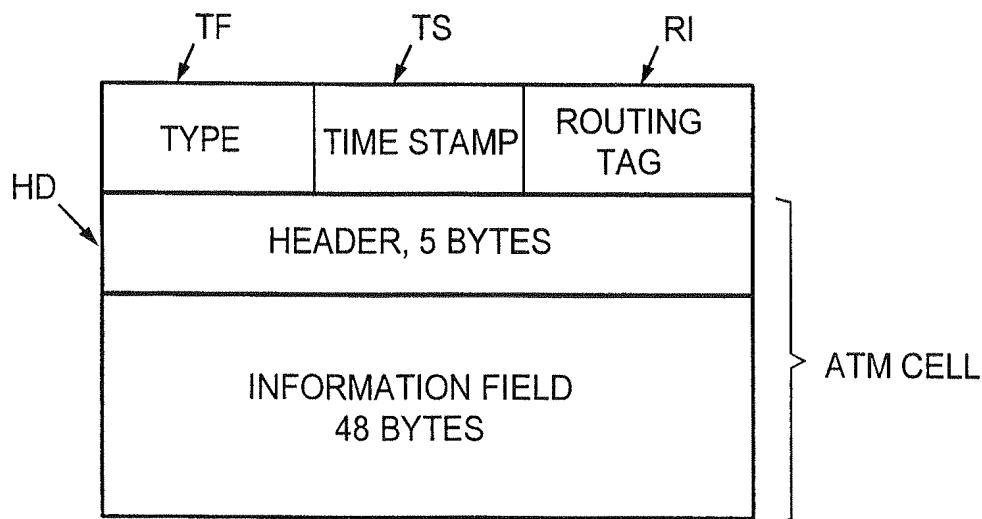 TF
TS
RI
TYPE
TIME STAMP
ROUTING
TAG
HD
HEADER, 5 BYTES
INFORMATION FIELD
48 BYTES
ATM CELL